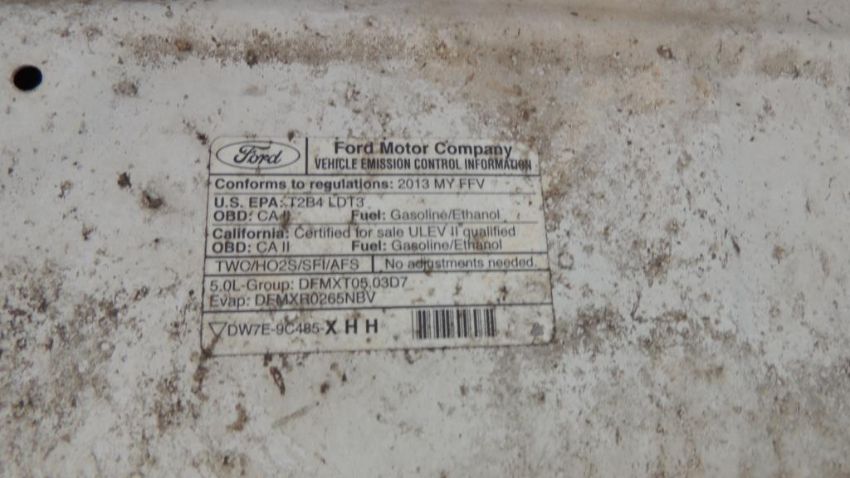 Ford
Ford Motor Company
VEHICLE EMISSION CONTROL INFORMATION
Conforms to regulations: 2013 MY FFV
U.S. EPA: T2B4 LDT3
OBD: CA II Fuel: Gasoline/Ethanol
California: Certified for sale ULEV II qualified
OBD: CA II Fuel: Gasoline/Ethanol
TWC/HO2S/SFI/AFS No adjustments needed.
5.0L-Group: DFMXT05.03D7
Evap: DFMXR0265NBV
DW7E-9C485-XHH